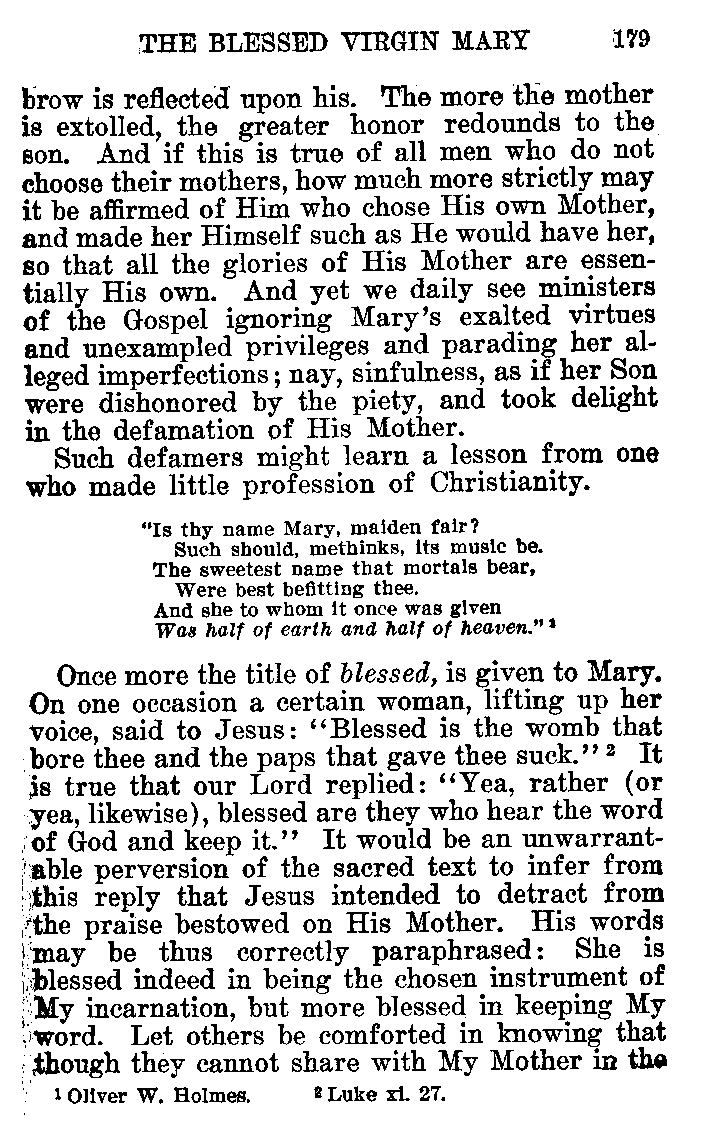 THE BLESSED VIRGIN MARY 179
brow is reflected upon his. The more the mother
is extolled, the greater honor redounds to the
son. And if this is true of all men who do not
choose their mothers, how much more strictly may
it be affirmed of Him who chose His own Mother,
and made her Himself such as He would have her,
so that all the glories of His Mother are essen-
tially His own. And yet we daily see ministers
of the Gospel ignoring Mary's exalted virtues
and unexampled privileges and parading her al-
leged imperfections; nay, sinfulness, as if her Son
were dishonored by the piety, and took delight
in the defamation of His Mother.
Such defamers might learn a lesson from one
who made little profession of Christianity.
"Is thy name Mary, maiden fair?
Such should, methinks, its music be.
The sweetest name that mortals bear,
Were best befitting thee.
And she to whom it once was given
Was half of earth and half of heaven." 1
Once more the title of blessed, is given to Mary.
On one occasion a certain woman, lifting up her
voice, said to Jesus: "Blessed is the womb that
bore thee and the paps that gave thee suck." 2 It
is true that our Lord replied: "Yea, rather (or
yea, likewise), blessed are they who hear the word
of God and keep it." It would be an unwarrant-
able perversion of the sacred text to infer from
this reply that Jesus intended to detract from
the praise bestowed on His Mother. His words
may be thus correctly paraphrased: She is
blessed indeed in being the chosen instrument of
My incarnation, but more blessed in keeping My
word. Let others be comforted in knowing that
though they cannot share with My Mother in the
1 Oliver W. Holmes. 2 Luke xi. 27.